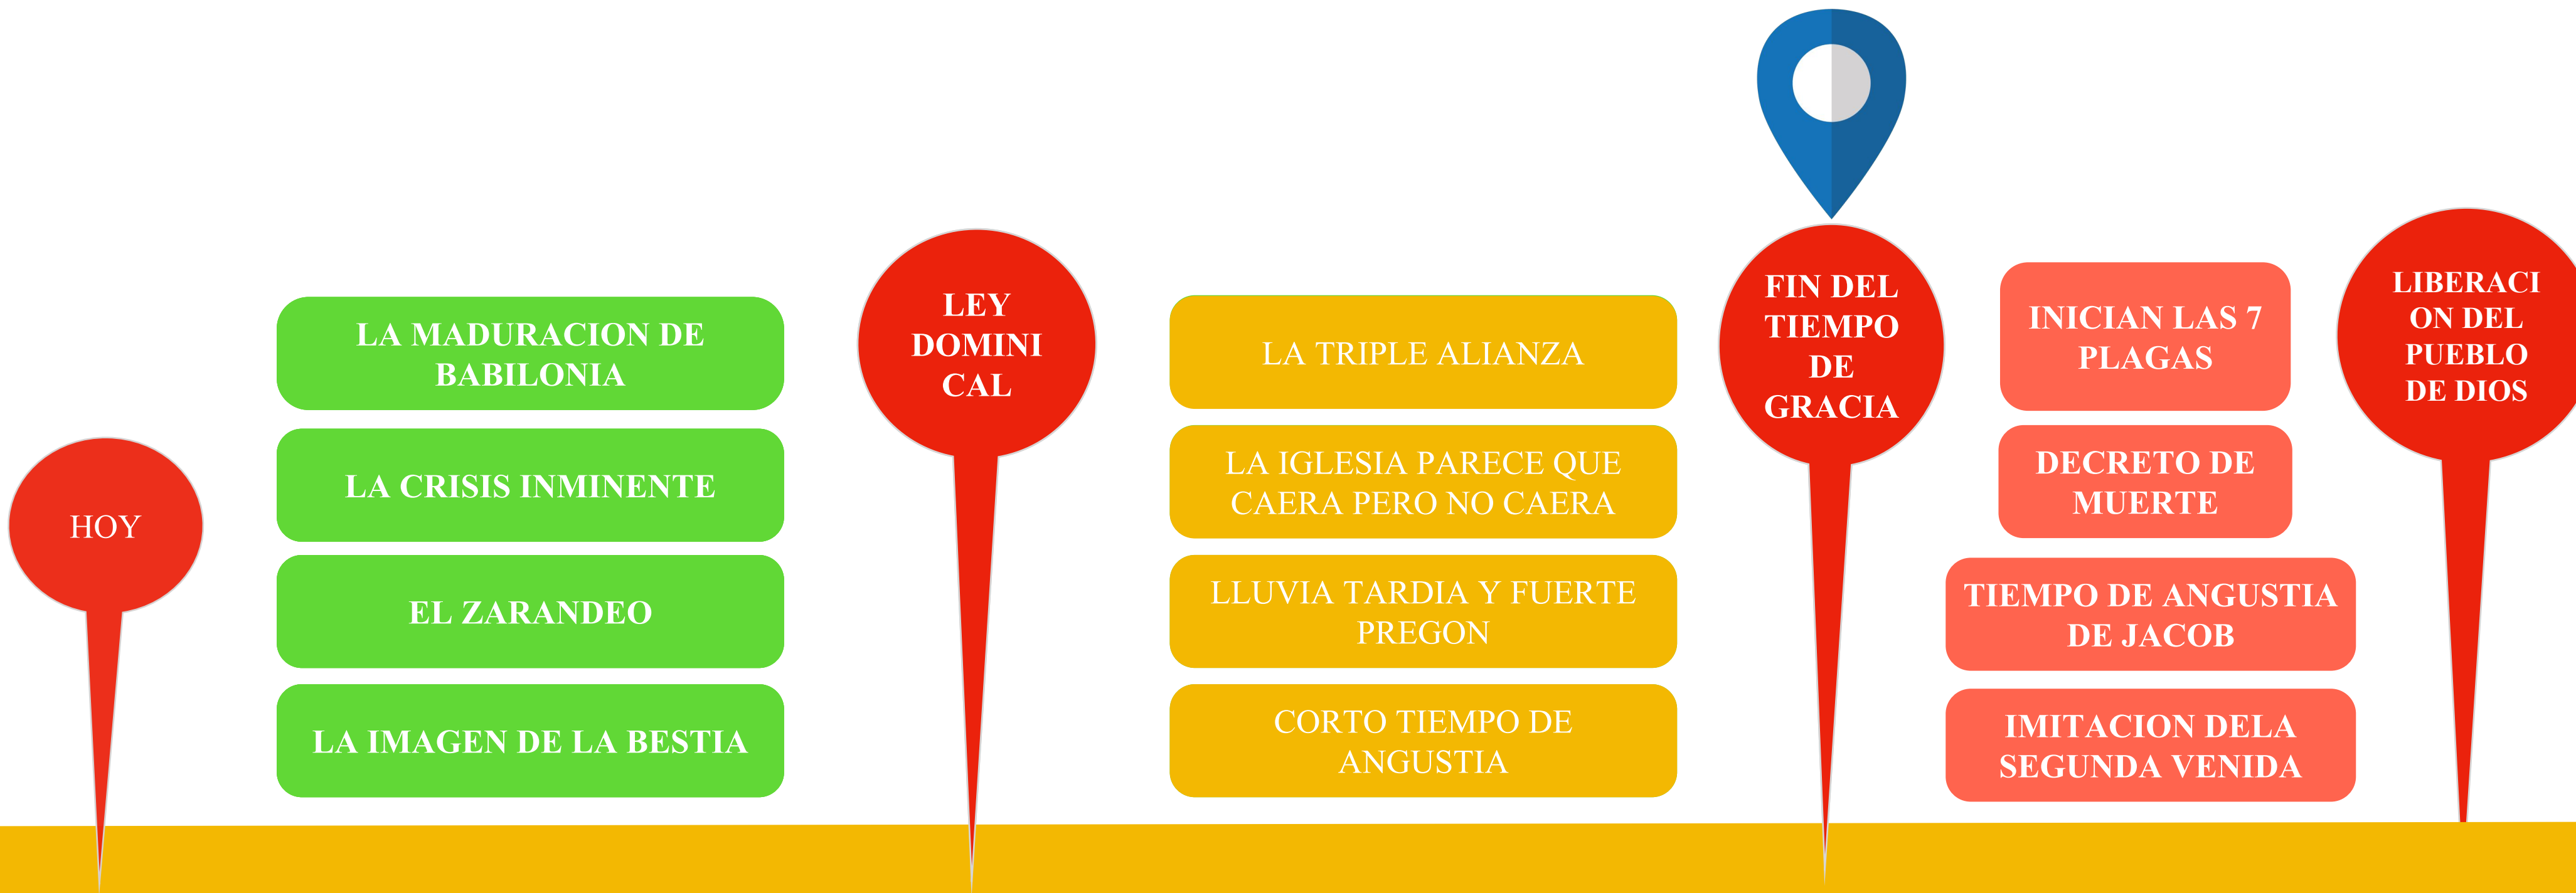 HOY
LA MADURACION DE
BABILONIA
LA CRISIS INMINENTE
EL ZARANDEO
LA IMAGEN DE LA BESTIA
LEY
DOMINI
CAL
LA TRIPLE ALIANZA
LA IGLESIA PARECE QUE
CAERA PERO NO CAERA
LLUVIA TARDIA Y FUERTE
PREGON
CORTO TIEMPO DE
ANGUSTIA
FIN DEL
TIEMPO
DE
GRACIA
INICIAN LAS 7
PLAGAS
DECRETO DE
MUERTE
TIEMPO DE ANGUSTIA
DE JACOB
IMITACION DELA
SEGUNDA VENIDA
LIBERACI
ON DEL
PUEBLO
DE DIOS